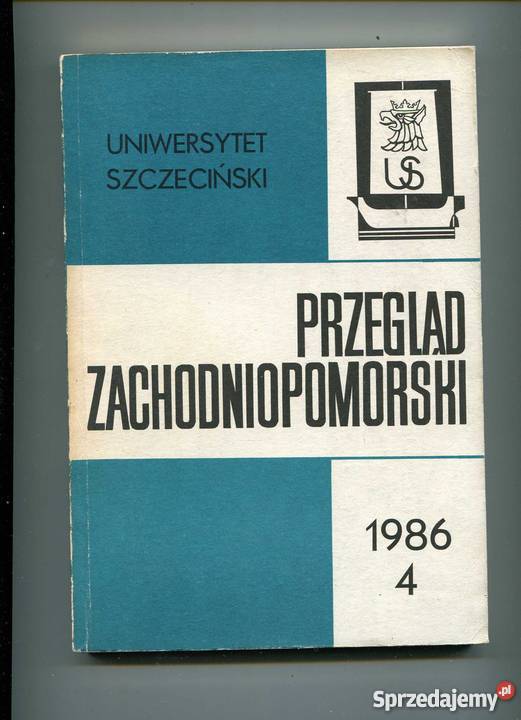 UNIWERSYTET
SZCZECIŃSKI
US
PRZEGLĄD
ZACHODNIOPOMORSKI
1986
4
Sprzedajemy.pl